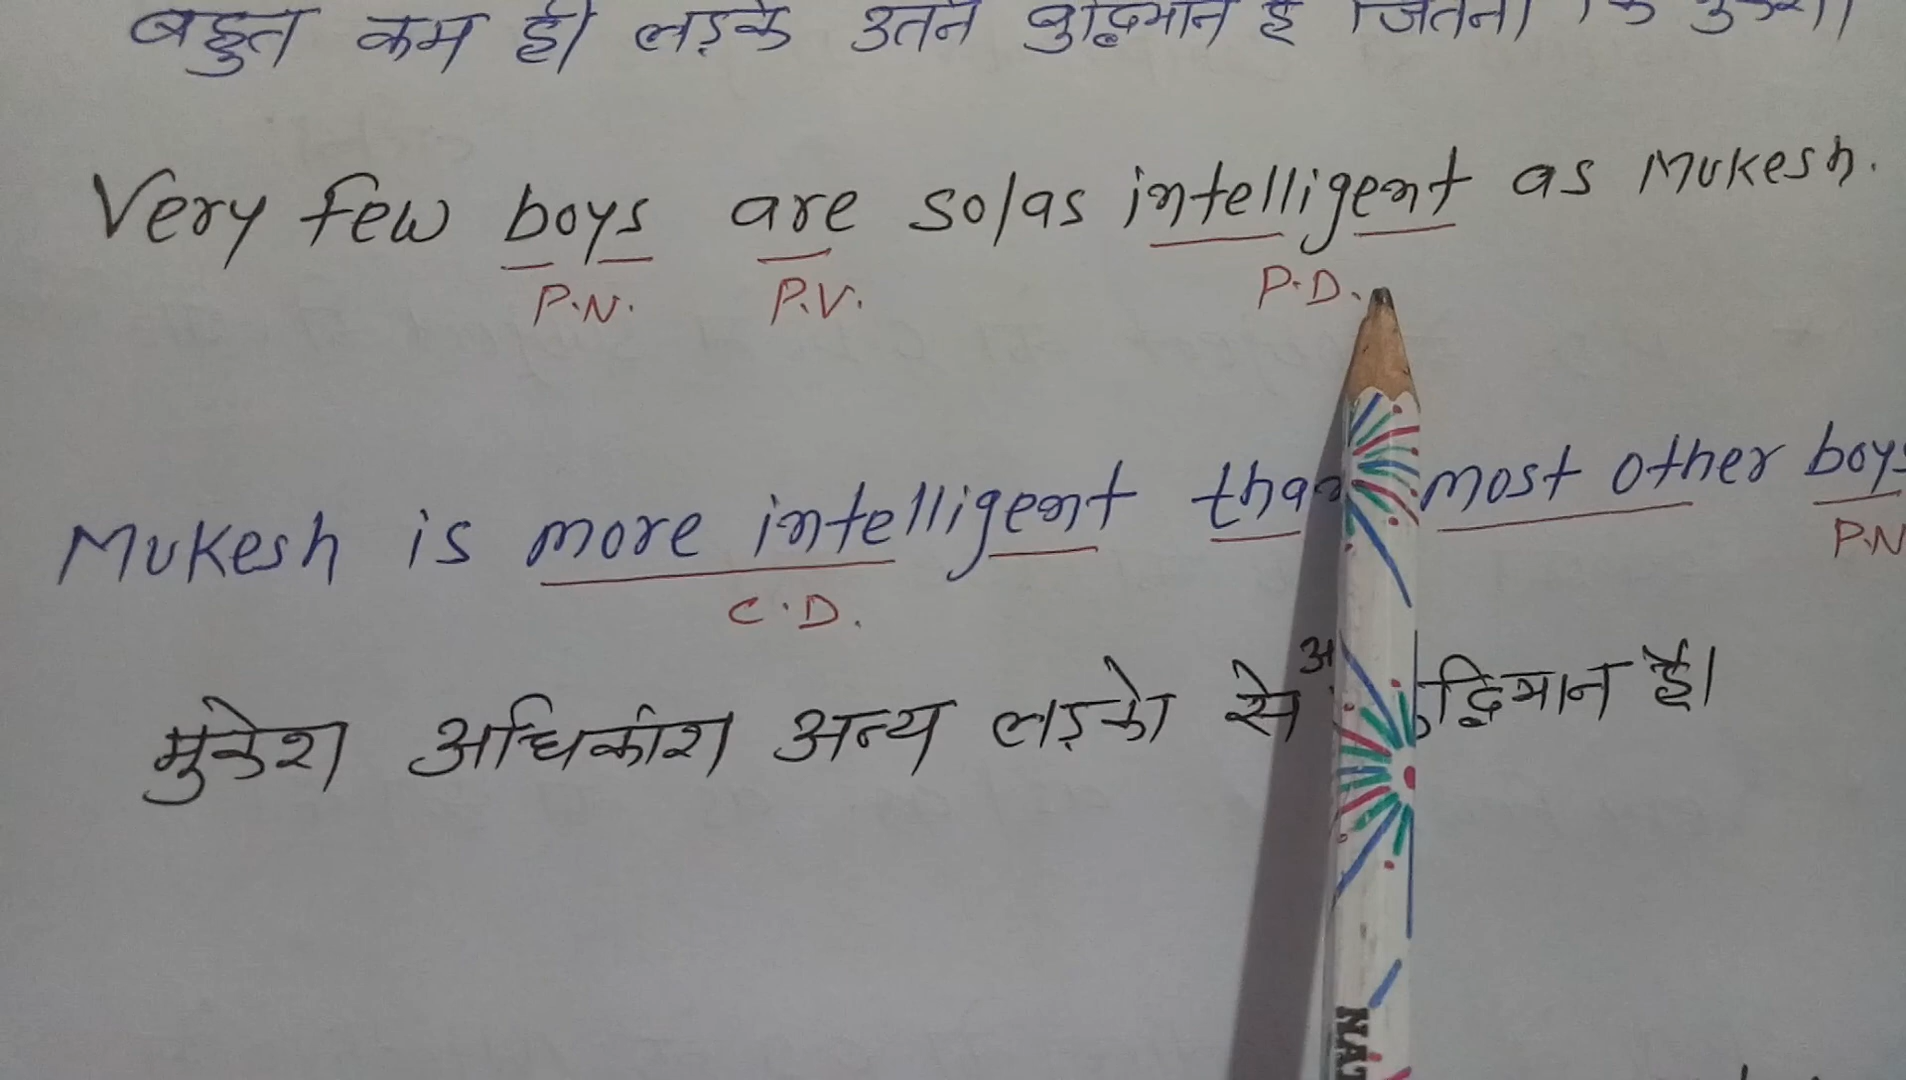 बहुत कम ही लड़के उतने बुद्धिमान है जितना कि मुकेश।
Very few boys are so/as intelligent as Mukesh.
P.N. P.V. P.D.
Mukesh is more intelligent than most other boys
C.D. P.N
मुकेश अधिकांश अन्य लड़को से है।
NAT